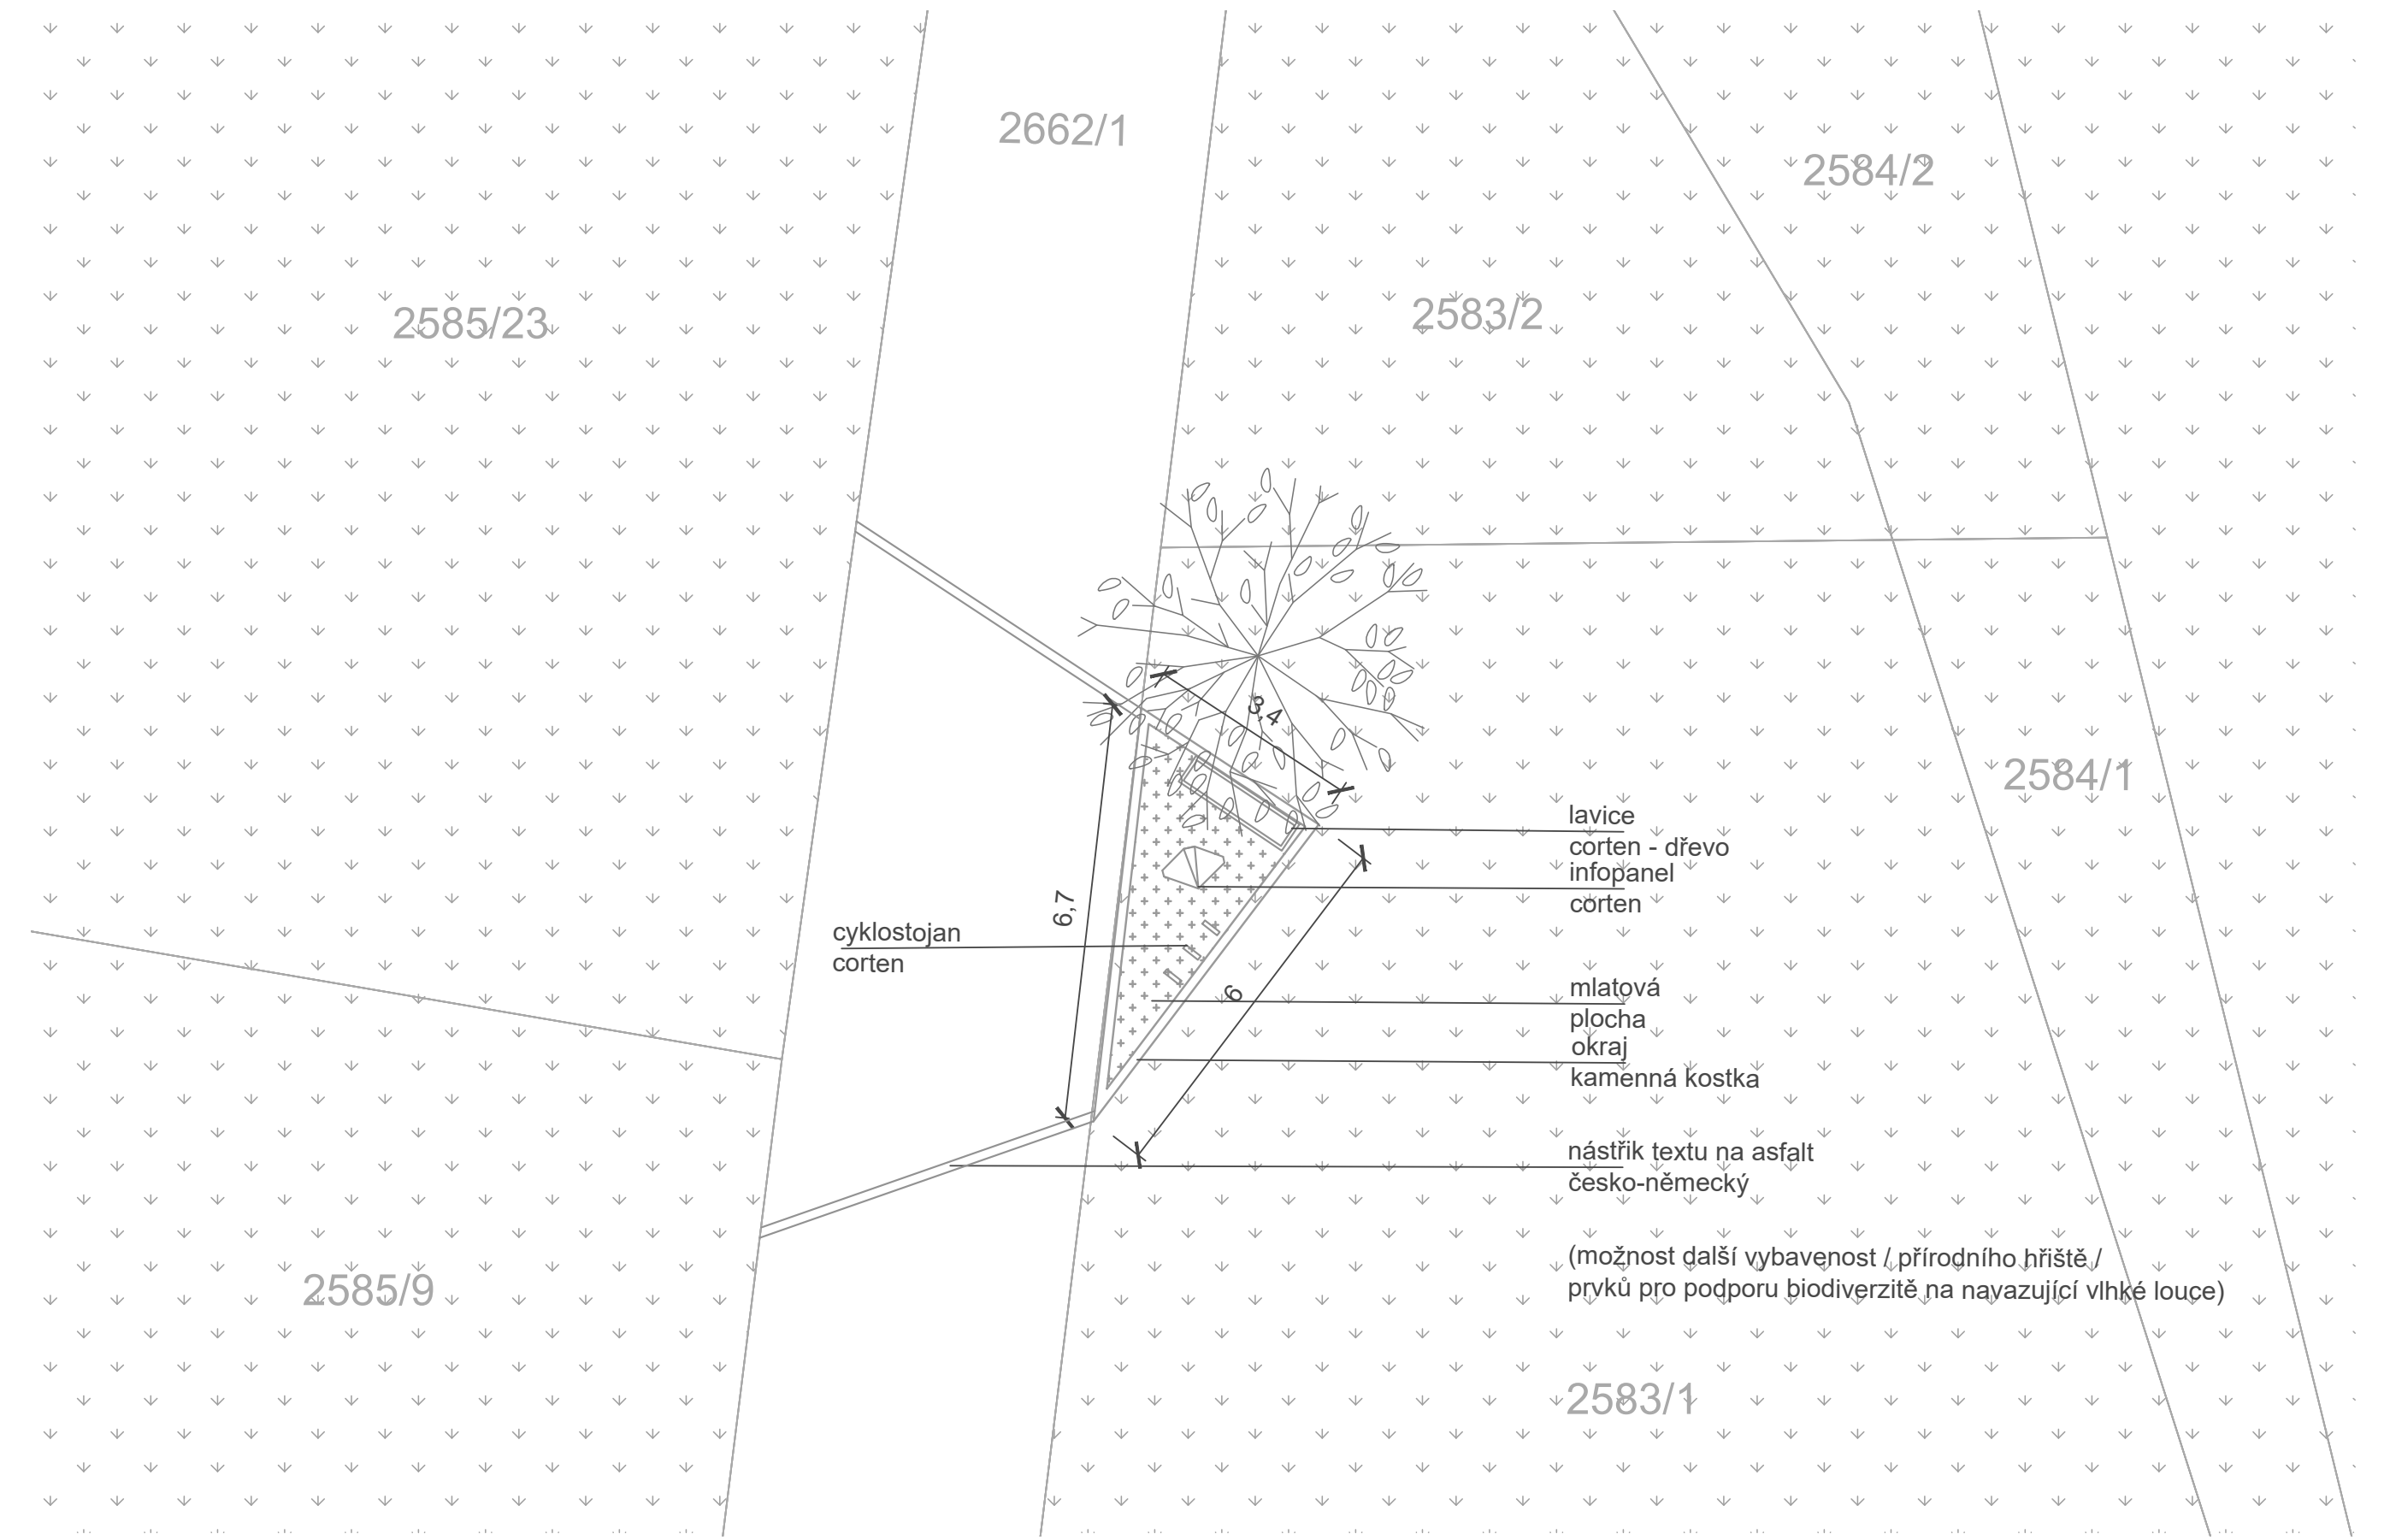 2662/1
2584/2
2585/23
2583/2
3,4
2584/1
lavice
corten - dřevo
infopanel
corten
6,7
cyklostojan
corten
6
mlatová
plocha
okraj
kamenná kostka
nástřik textu na asfalt
česko-německý
(možnost další vybavenost / přírodního hřiště /
prvků pro podporu biodiverzitě na navazující vlhké louce)
2585/9
2583/1